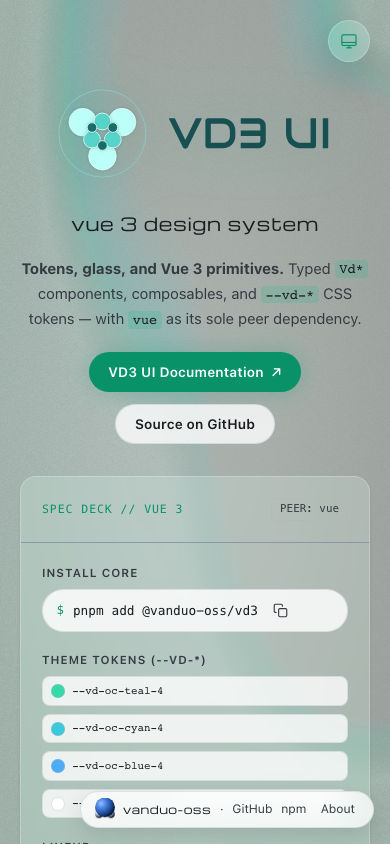 VD3 UI
vue 3 design system
Tokens, glass, and Vue 3 primitives. Typed Vd*
components, composables, and --vd-* CSS
tokens — with vue as its sole peer dependency.
VD3 UI Documentation ↗
Source on GitHub
SPEC DECK // VUE 3 PEER: vue
INSTALL CORE
$ pnpm add @vanduo-oss/vd3
THEME TOKENS (--VD-*)
--vd-oc-teal-4
--vd-oc-cyan-4
--vd-oc-blue-4
vanduo-oss · GitHub npm About